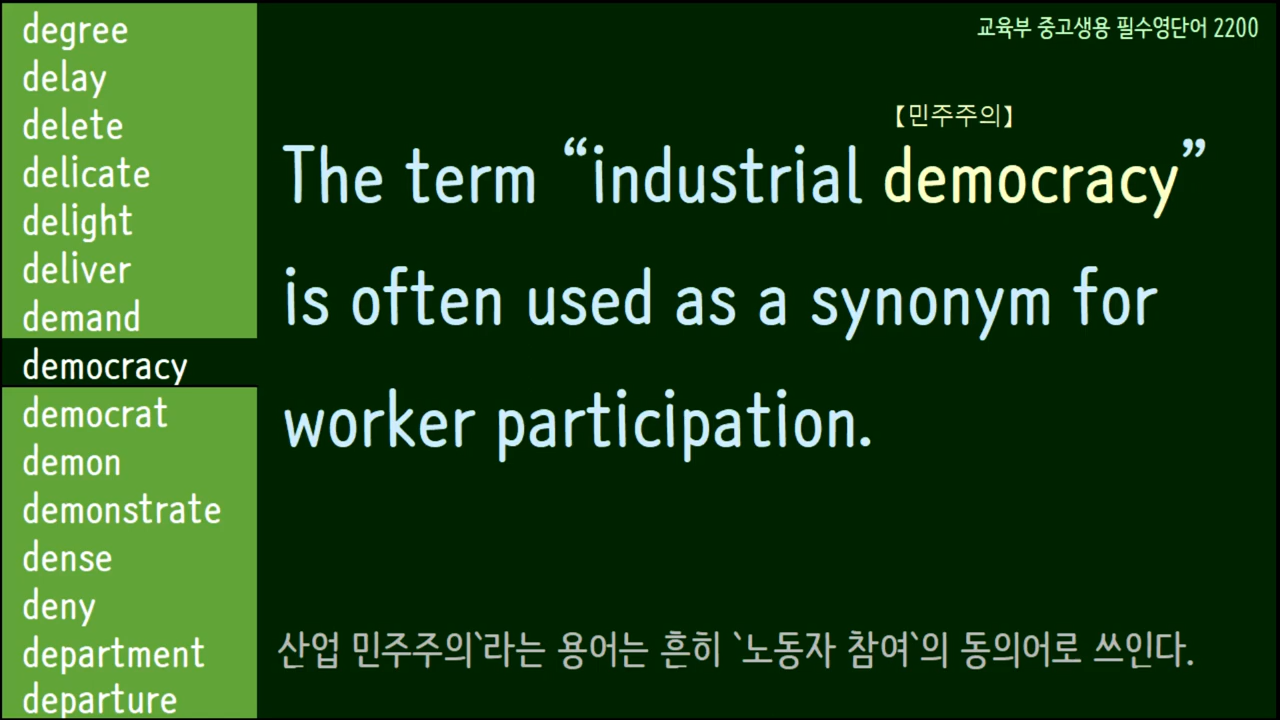 degree
delay
delete
delicate
delight
deliver
demand
democracy
democrat
demon
demonstrate
dense
deny
department
departure
교육부 중고생용 필수영단어 2200
【민주주의】
The term “industrial democracy”
is often used as a synonym for
worker participation.
산업 민주주의`라는 용어는 흔히 `노동자 참여`의 동의어로 쓰인다.